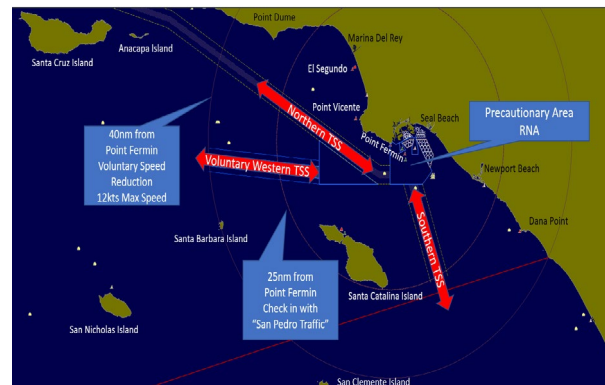 Point Dume
Anacapa Island
Santa Cruz Island
Marina Del Rey
El Segundo
Point Vicente
Northern TSS
Point Fermin
Seal Beach
Precautionary Area
RNA
40nm from
Point Fermin
Voluntary Speed
Reduction
12kts Max Speed
Voluntary Western TSS
Newport Beach
Dana Point
Southern TSS
Santa Barbara Island
25nm from
Point Fermin
Check in with
"San Pedro Traffic"
Santa Catalina Island
San Nicholas Island
San Clemente Island